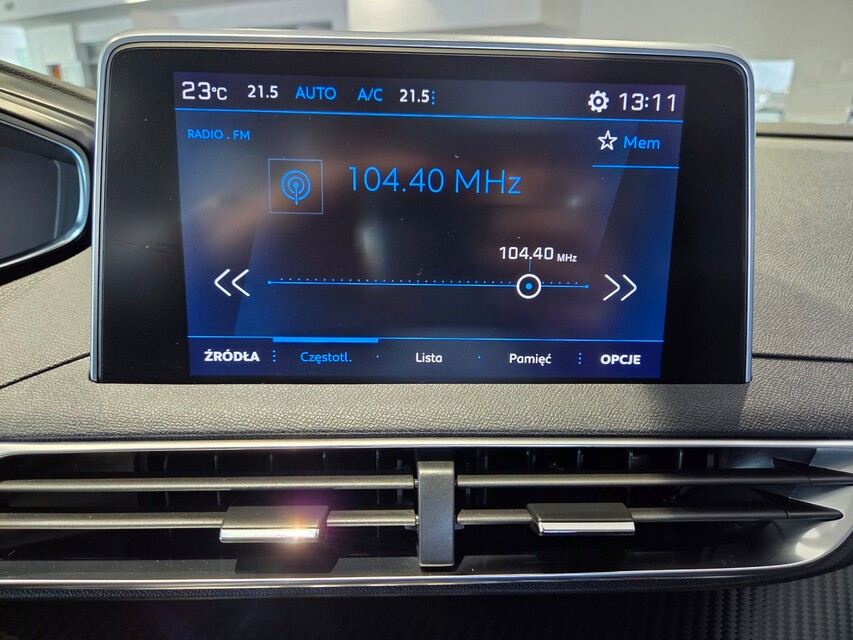 23°C 21.5 AUTO A/C 21.5 13:11
RADIO . FM
Mem
104.40 MHz
104.40 MHz
ŹRÓDŁA Częstotl. Lista Pamięć OPCJE